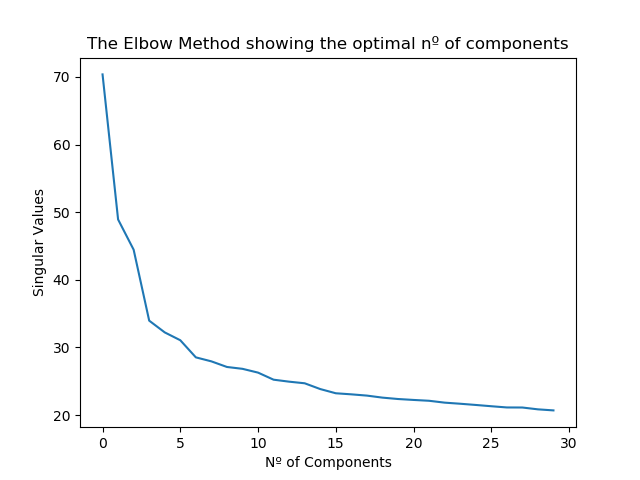 The Elbow Method showing the optimal nº of components
70
60
50
40
30
20
Singular Values
0 5 10 15 20 25 30
Nº of Components